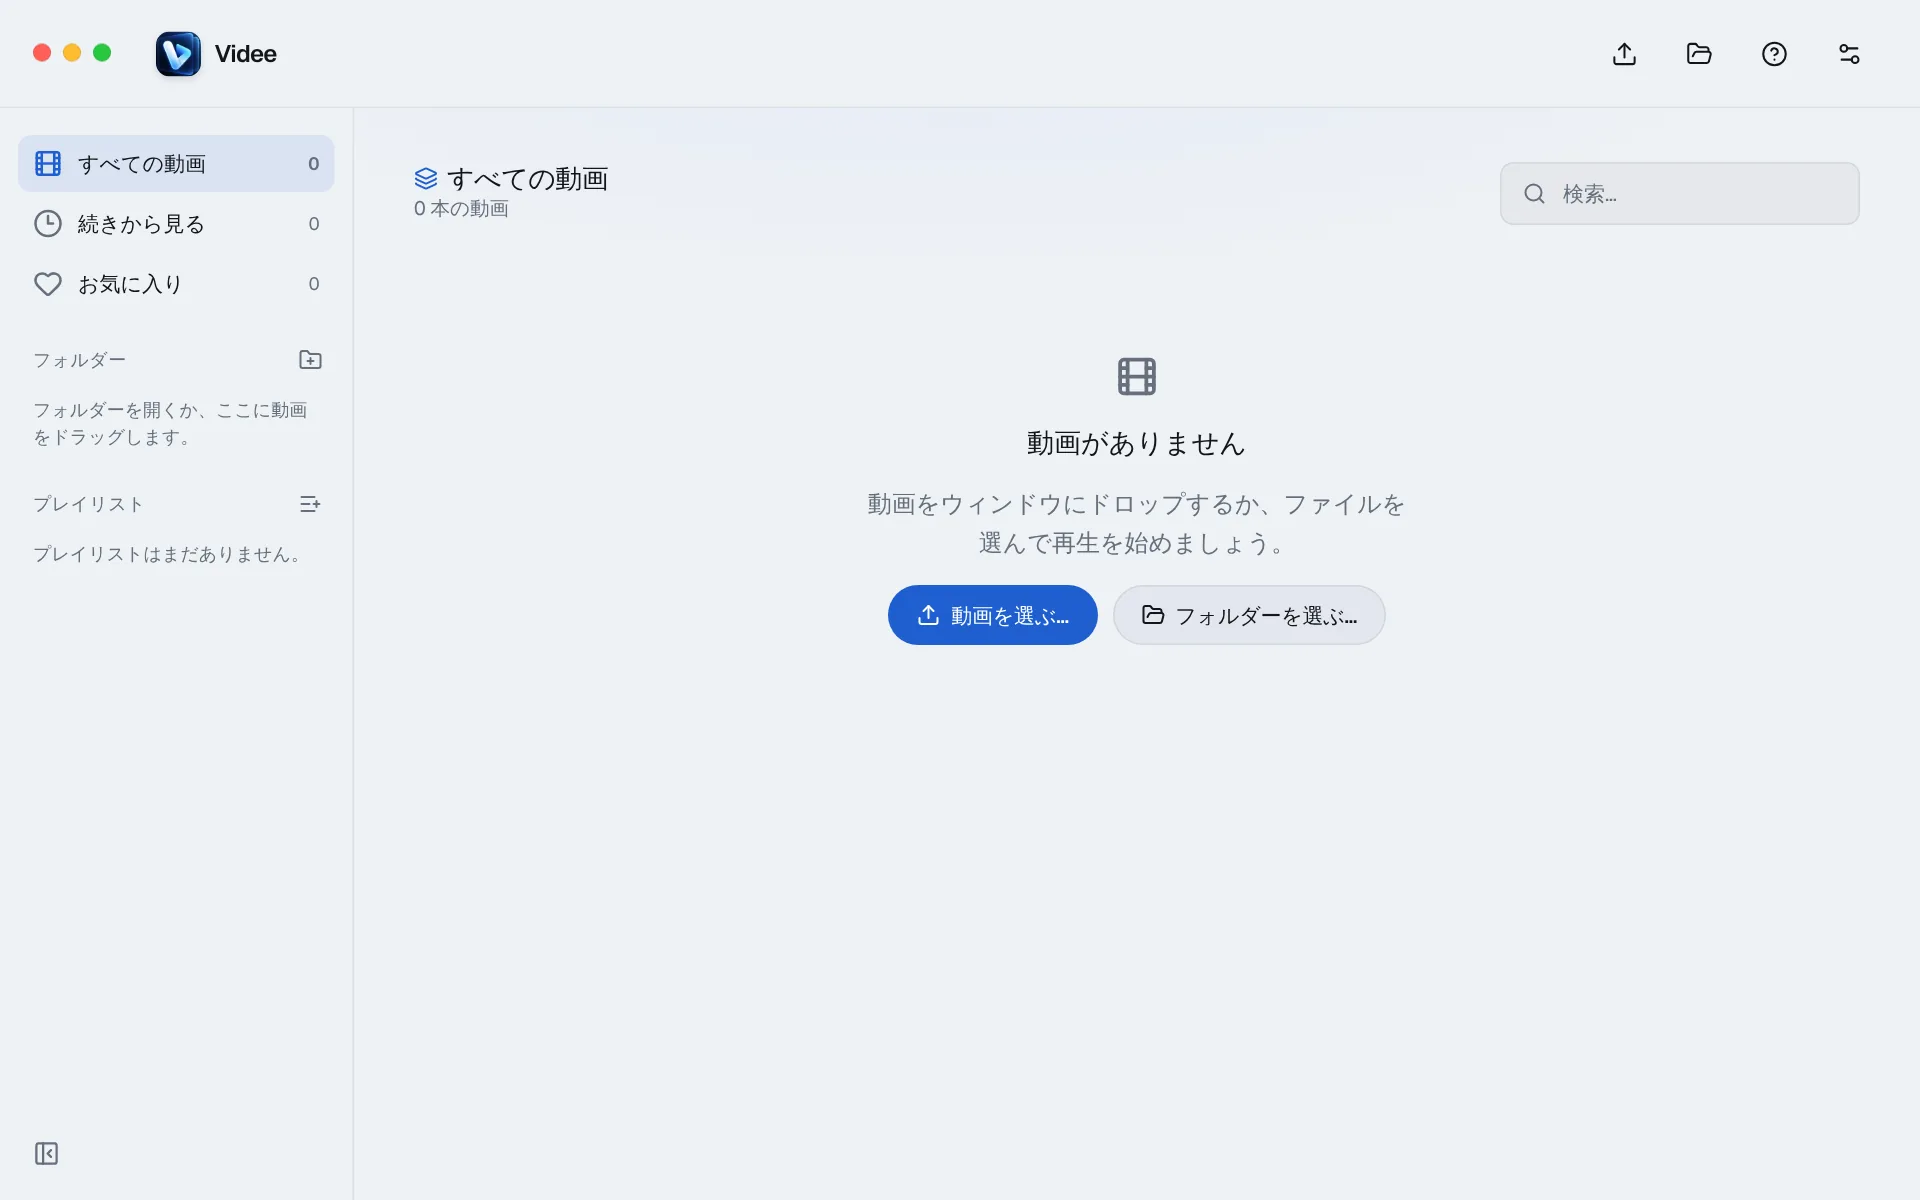 Videe
すべての動画 0
続きから見る 0
お気に入り 0
フォルダー
フォルダーを開くか、ここに動画
をドラッグします。
プレイリスト
プレイリストはまだありません。
すべての動画
0 本の動画
検索...
動画がありません
動画をウィンドウにドロップするか、ファイルを
選んで再生を始めましょう。
動画を選ぶ...
フォルダーを選ぶ...